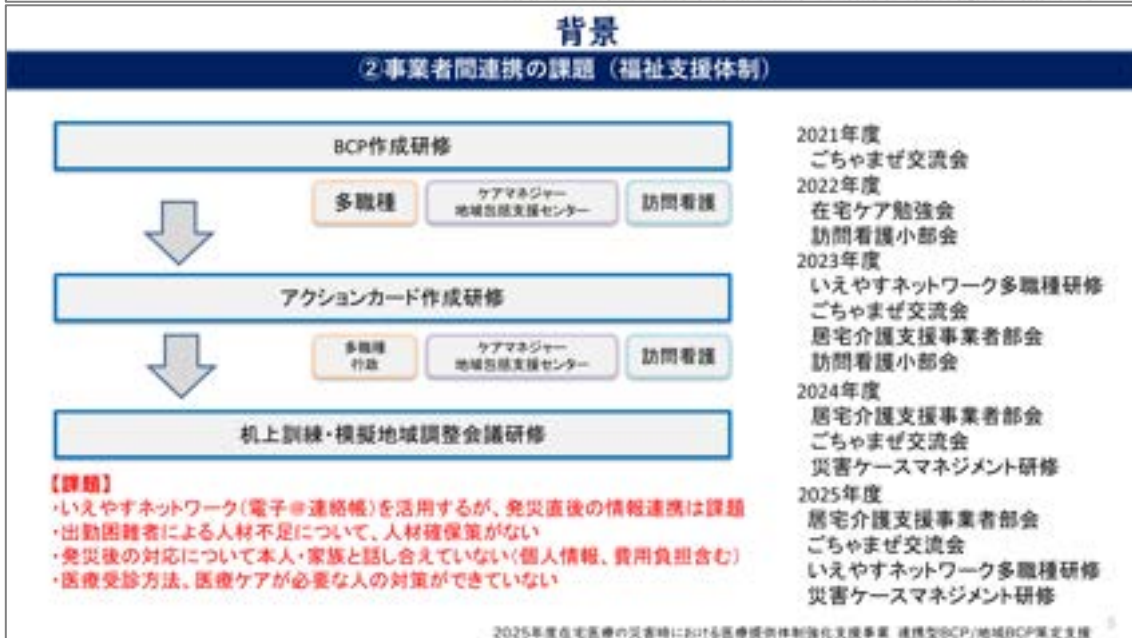 背景
②事業者間連携の課題（福祉支援体制）
BCP作成研修
多職種
ケアマネジャー
地域包括支援センター
訪問看護
アクションカード作成研修
多職種
行政
ケアマネジャー
地域包括支援センター
訪問看護
机上訓練・模擬地域調整会議研修
【課題】
・いえやすネットワーク（電子＠連絡帳）を活用するが、発災直後の情報連携は課題
・出勤困難者による人材不足について、人材確保策がない
・発災後の対応について本人・家族と話し合えていない（個人情報、費用負担含む）
・医療受診方法、医療ケアが必要な人の対策ができていない
2021年度
ごちゃまぜ交流会
2022年度
在宅ケア勉強会
訪問看護小部会
2023年度
いえやすネットワーク多職種研修
ごちゃまぜ交流会
居宅介護支援事業者部会
訪問看護小部会
2024年度
居宅介護支援事業者部会
ごちゃまぜ交流会
災害ケースマネジメント研修
2025年度
居宅介護支援事業者部会
ごちゃまぜ交流会
いえやすネットワーク多職種研修
災害ケースマネジメント研修
2025年度在宅医療の災害時における医療提供体制強化支援事業 連携型BCP/地域BCP策定支援